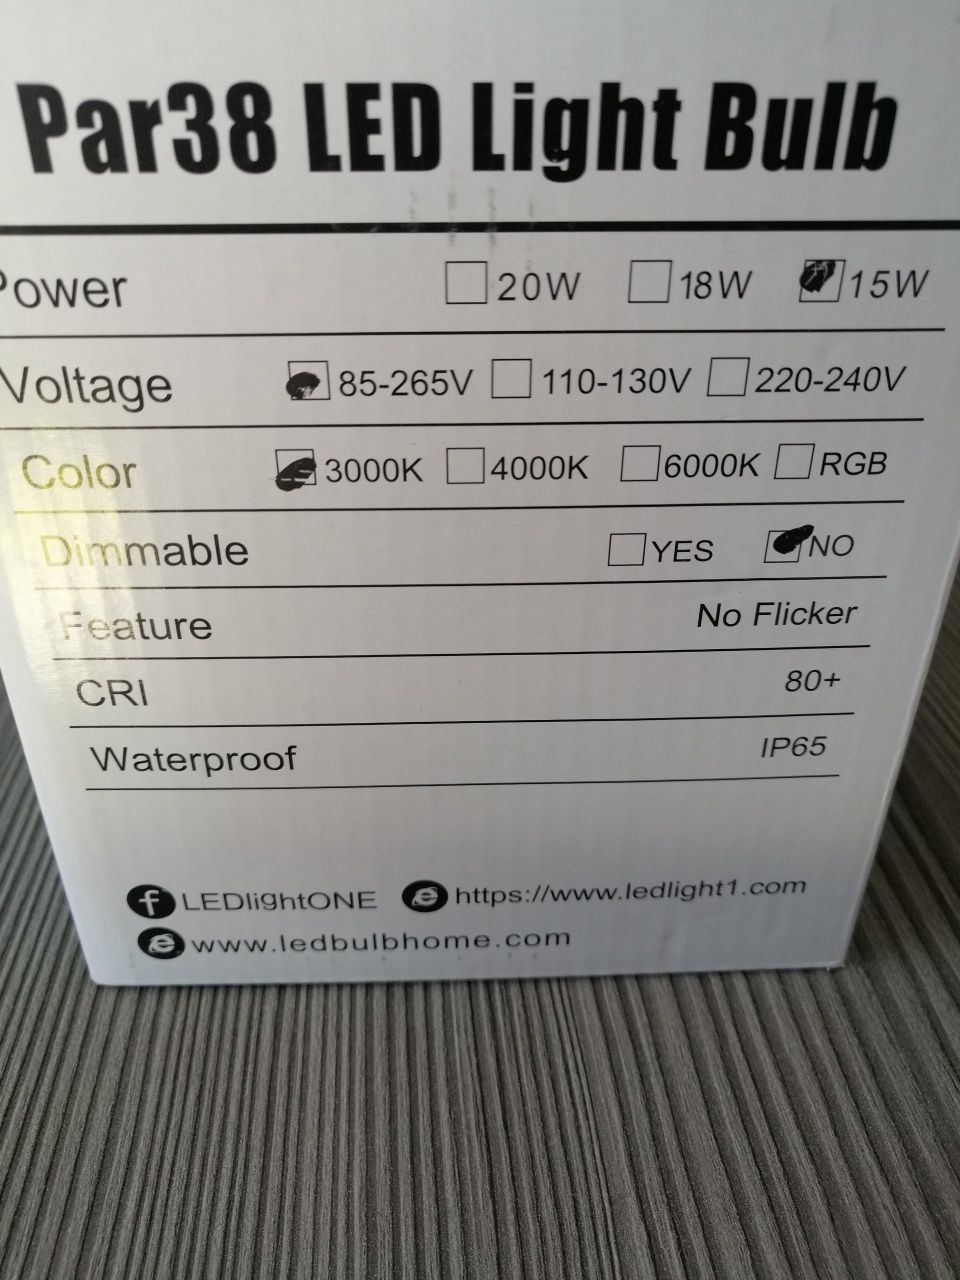 Par38 LED Light Bulb
Power 20W 18W 15W
Voltage 85-265V 110-130V 220-240V
Color 3000K 4000K 6000K RGB
Dimmable YES NO
Feature No Flicker
CRI 80+
Waterproof IP65
LEDlightONE https://www.ledlight1.com
www.ledbulbhome.com